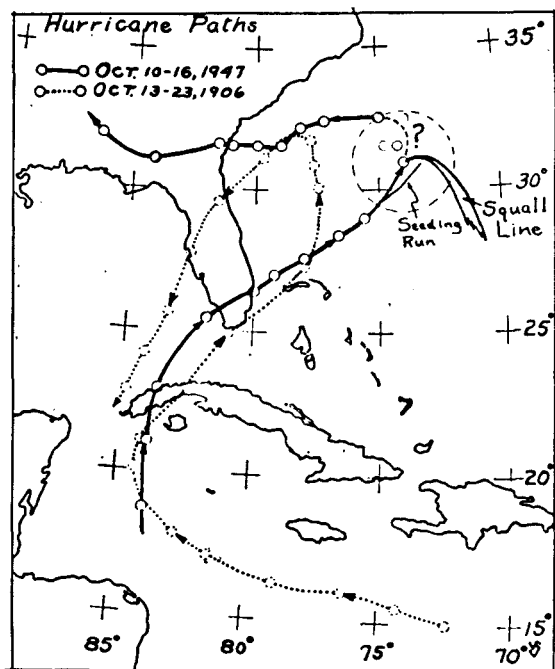 Hurricane Paths
OCT. 10-16, 1947
OCT. 13-23, 1906
35°
?
30°
Seeding
Run
Squall
Line
25°
20°
15°
85°
80°
75°
70°